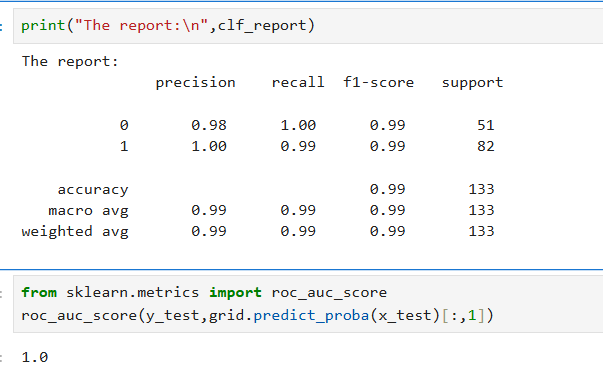 print("The report:\n",clf_report)
The report:
precision recall f1-score support
0 0.98 1.00 0.99 51
1 1.00 0.99 0.99 82
accuracy 0.99 133
macro avg 0.99 0.99 0.99 133
weighted avg 0.99 0.99 0.99 133
from sklearn.metrics import roc_auc_score
roc_auc_score(y_test,grid.predict_proba(x_test)[:,1])
1.0